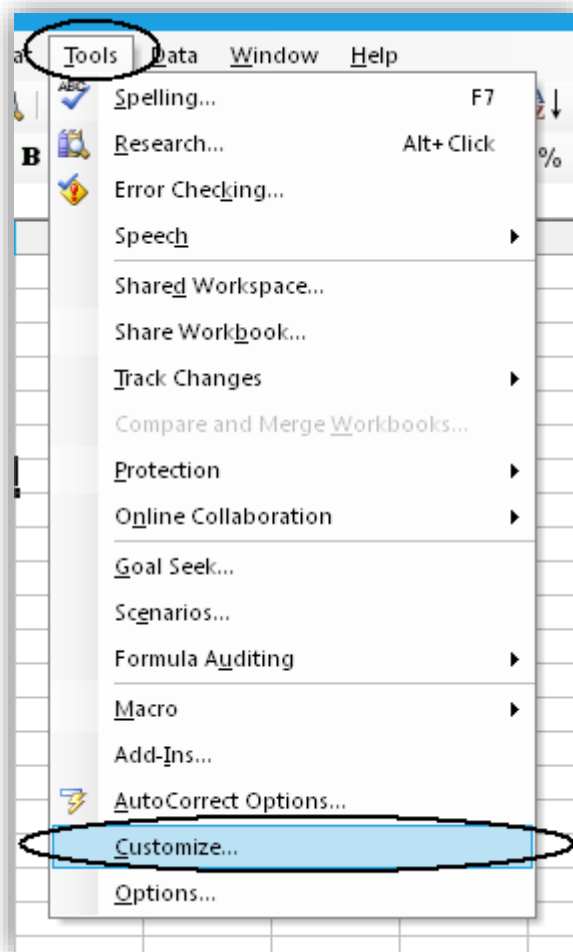 Tools Data Window Help
ABC Spelling... F7
Research... Alt+Click
B %
Error Checking...
Speech
Shared Workspace...
Share Workbook...
Track Changes
Compare and Merge Workbooks...
Protection
Online Collaboration
Goal Seek...
Scenarios...
Formula Auditing
Macro
Add-Ins...
AutoCorrect Options...
Customize...
Options...